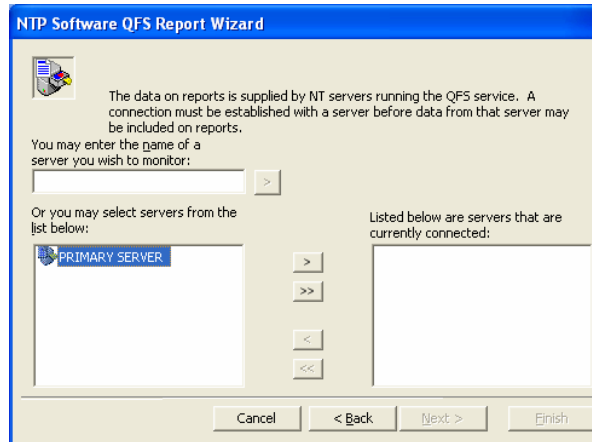 NTP Software QFS Report Wizard
The data on reports is supplied by NT servers running the QFS service. A
connection must be established with a server before data from that server may
be included on reports.
You may enter the name of a
server you wish to monitor:
>
Or you may select servers from the
list below:
Listed below are servers that are
currently connected:
PRIMARY SERVER
>
>>
<
<<
Cancel
< Back
Next >
Finish